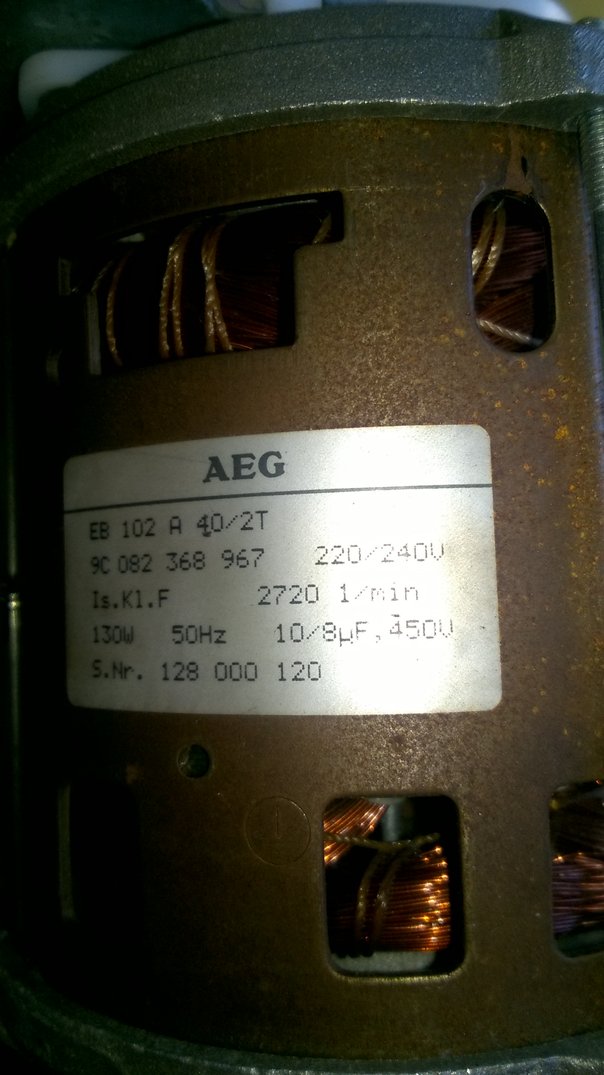 AEG
EB 102 A 40/2T
9C 082 368 967 220/240V
Is.Kl.F 2720 1/min
130W 50Hz 10/8µF,450V
S.Nr. 128 000 120